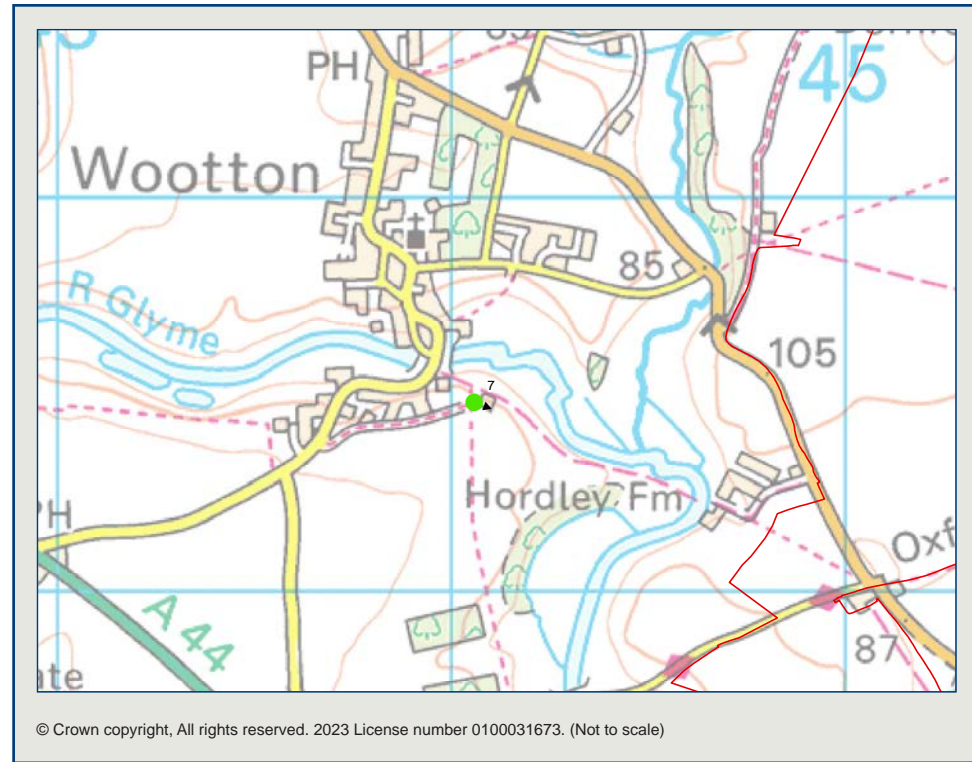 PH
45
Wootton
85
R Glyme
105
7
Hordley Fm
PH
Oxf
A 44
87
ate
© Crown copyright, All rights reserved. 2023 License number 0100031673. (Not to scale)